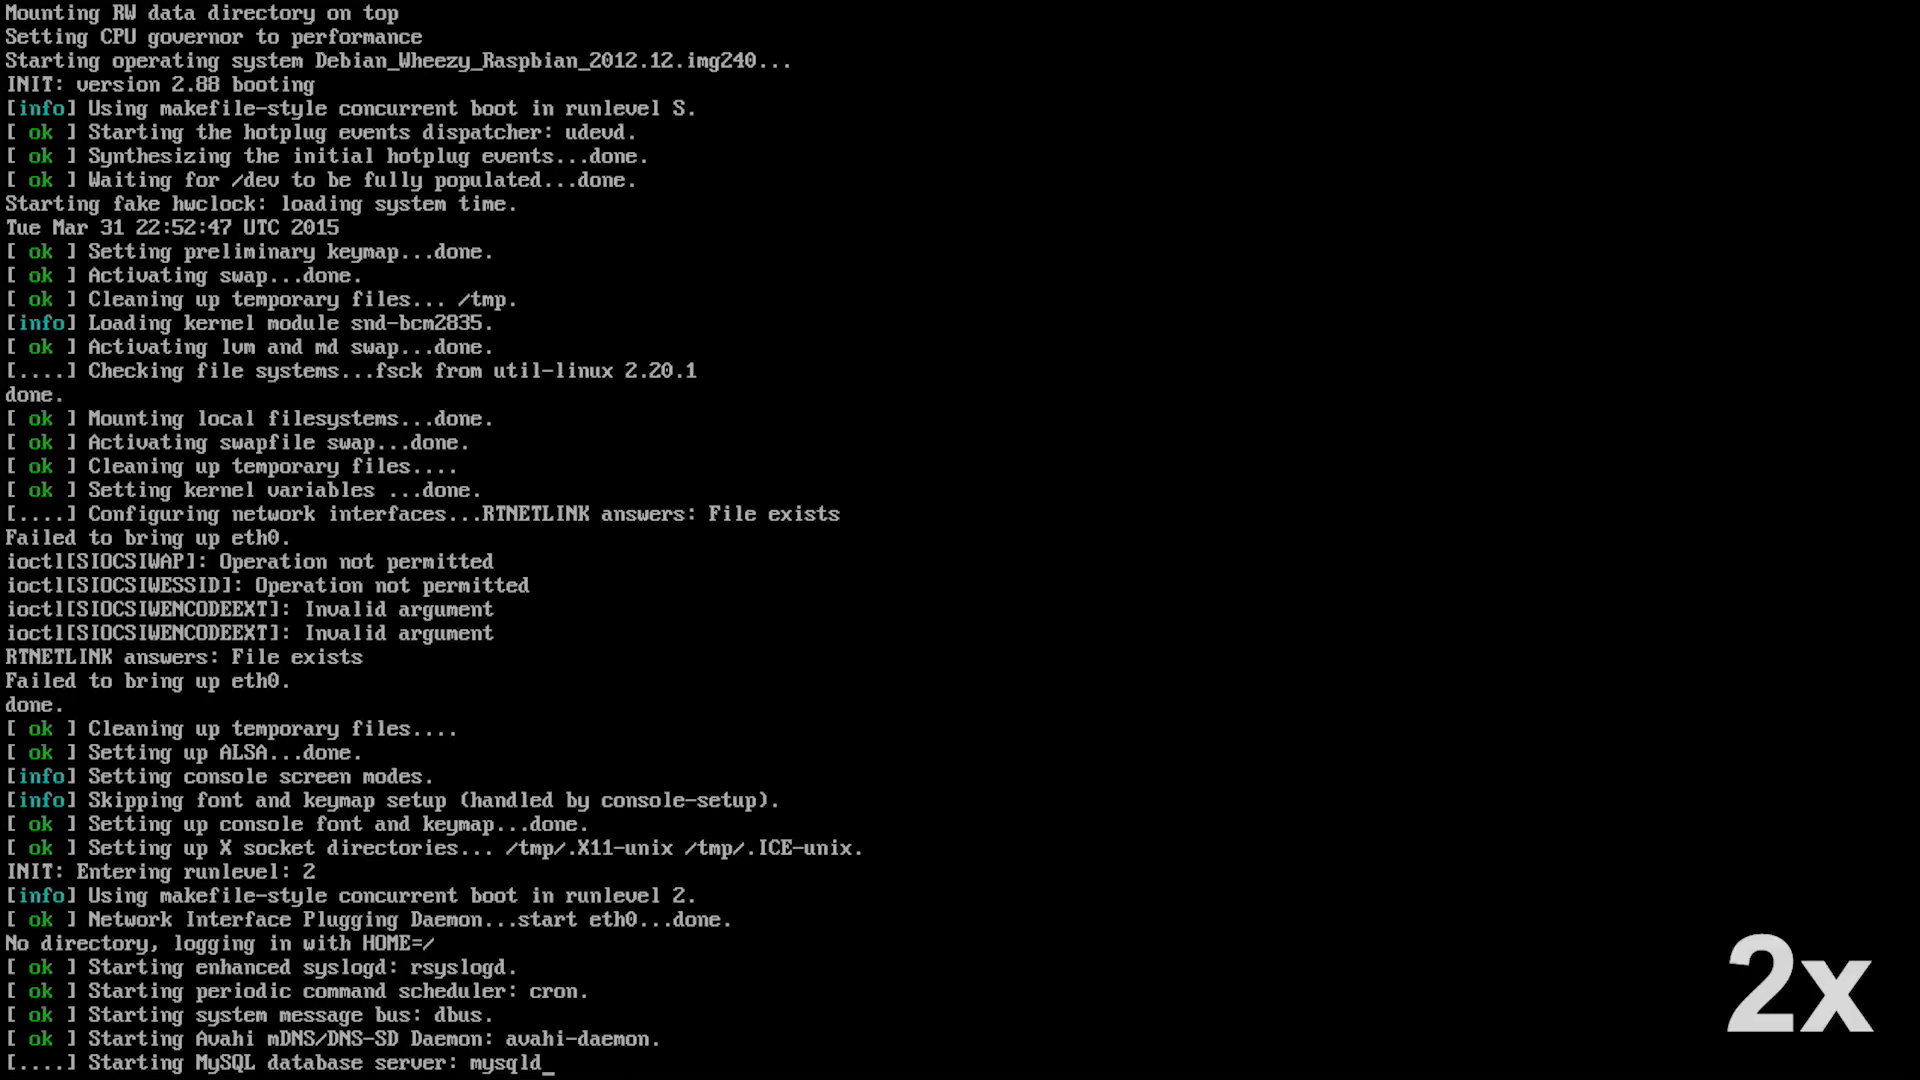 Mounting RW data directory on top
Setting CPU governor to performance
Starting operating system Debian_Wheezy_Raspbian_2012.12.img240...
INIT: version 2.88 booting
[info] Using makefile-style concurrent boot in runlevel S.
[ ok ] Starting the hotplug events dispatcher: udevd.
[ ok ] Synthesizing the initial hotplug events...done.
[ ok ] Waiting for /dev to be fully populated...done.
Starting fake hwclock: loading system time.
Tue Mar 31 22:52:47 UTC 2015
[ ok ] Setting preliminary keymap...done.
[ ok ] Activating swap...done.
[ ok ] Cleaning up temporary files... /tmp.
[info] Loading kernel module snd-bcm2835.
[ ok ] Activating lvm and md swap...done.
[....] Checking file systems...fsck from util-linux 2.20.1
done.
[ ok ] Mounting local filesystems...done.
[ ok ] Activating swapfile swap...done.
[ ok ] Cleaning up temporary files....
[ ok ] Setting kernel variables ...done.
[....] Configuring network interfaces...RTNETLINK answers: File exists
Failed to bring up eth0.
ioctl[SIOCSIWAP]: Operation not permitted
ioctl[SIOCSIWESSID]: Operation not permitted
ioctl[SIOCSIWENCODEEXT]: Invalid argument
ioctl[SIOCSIWENCODEEXT]: Invalid argument
RTNETLINK answers: File exists
Failed to bring up eth0.
done.
[ ok ] Cleaning up temporary files....
[ ok ] Setting up ALSA...done.
[info] Setting console screen modes.
[info] Skipping font and keymap setup (handled by console-setup).
[ ok ] Setting up console font and keymap...done.
[ ok ] Setting up X socket directories... /tmp/.X11-unix /tmp/.ICE-unix.
INIT: Entering runlevel: 2
[info] Using makefile-style concurrent boot in runlevel 2.
[ ok ] Network Interface Plugging Daemon...start eth0...done.
No directory, logging in with HOME=/
[ ok ] Starting enhanced syslogd: rsyslogd.
[ ok ] Starting periodic command scheduler: cron.
[ ok ] Starting system message bus: dbus.
[ ok ] Starting Avahi mDNS/DNS-SD Daemon: avahi-daemon.
[....] Starting MySQL database server: mysqld_
2x